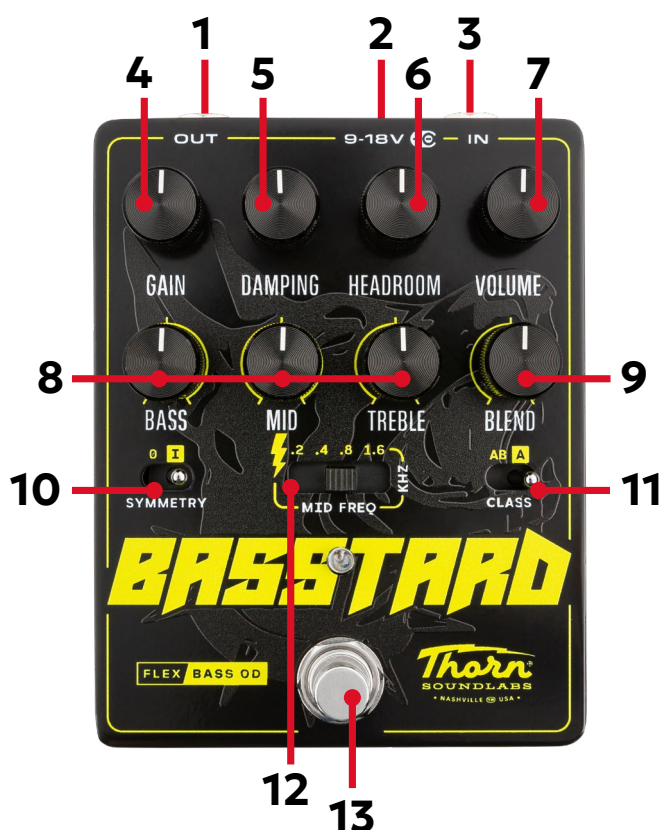 1 2 3
4 5 6 7
OUT 9-18V IN
GAIN DAMPING HEADROOM VOLUME
8 9
BASS MID TREBLE BLEND
0 I .2 .4 .8 1.6 AB A
10 11
KHZ
SYMMETRY MID FREQ CLASS
BASSTARD
FLEX BASS OD
Thorn
SOUNDLABS
NASHVILLE USA
12
13